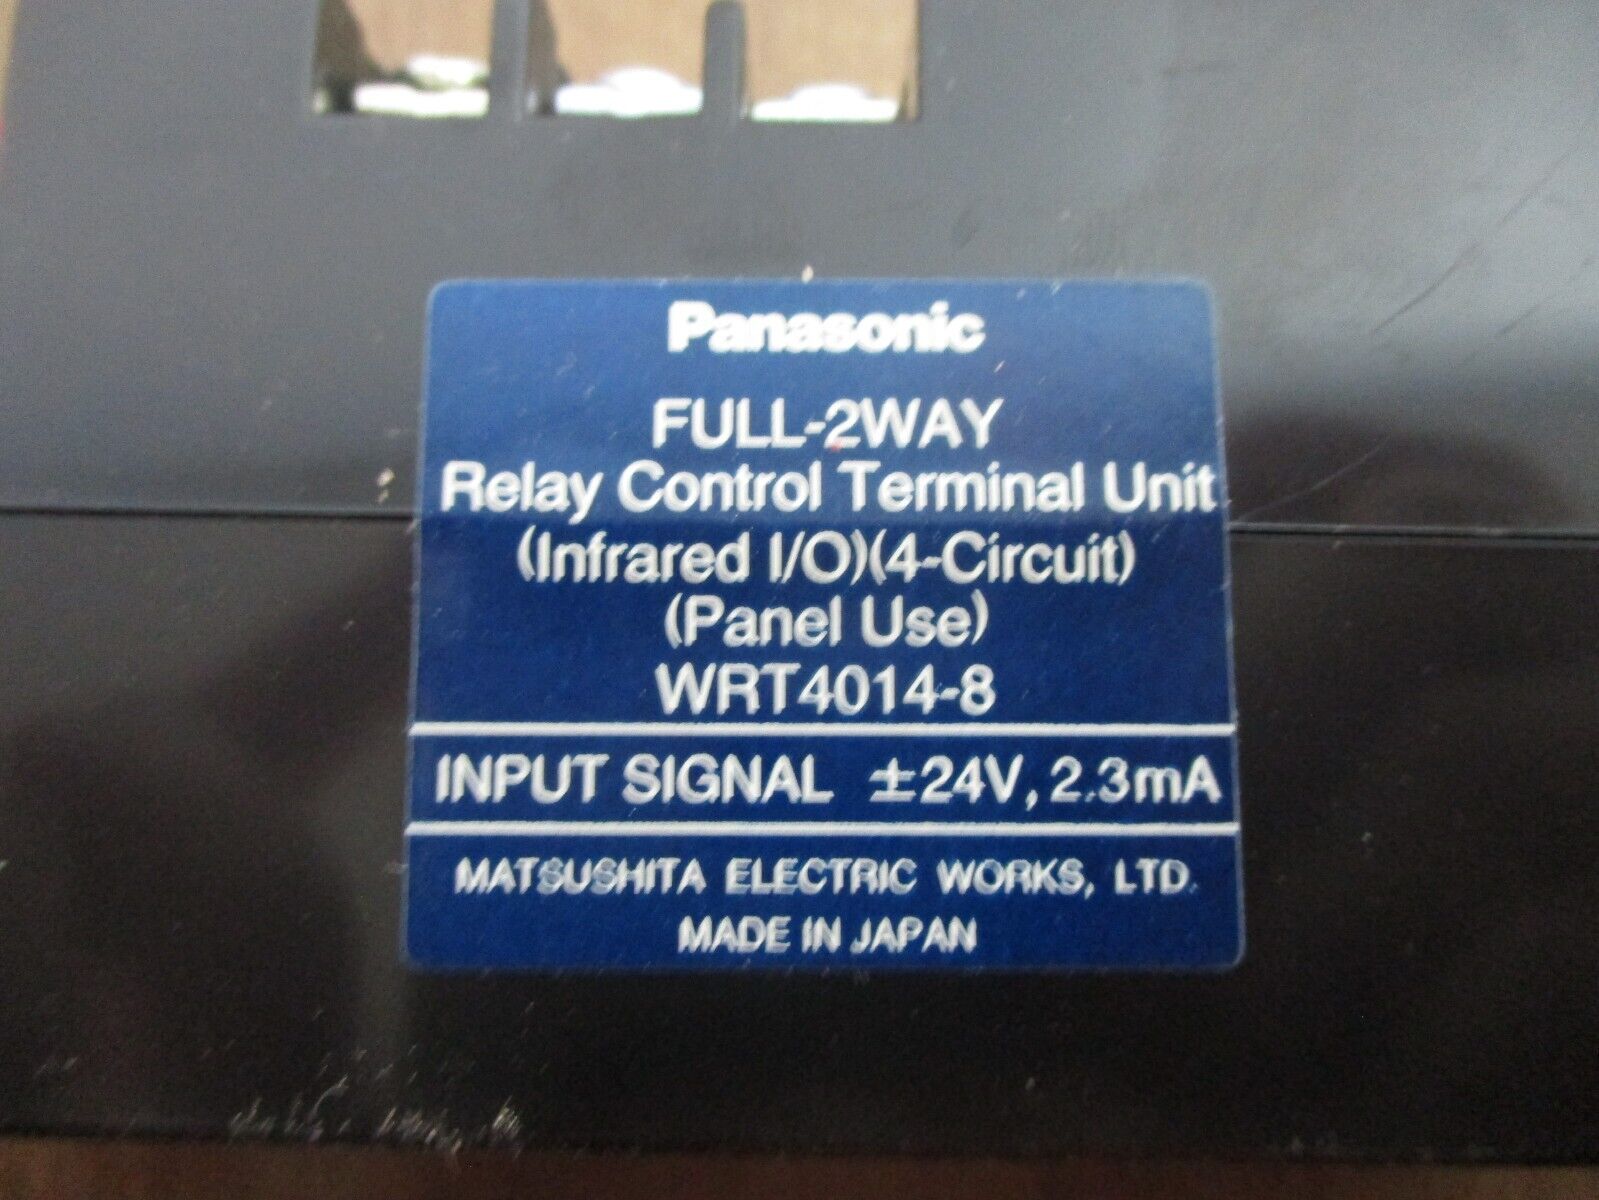 Panasonic
FULL-2WAY
Relay Control Terminal Unit
(Infrared I/O)(4-Circuit)
(Panel Use)
WRT4014-8
INPUT SIGNAL ±24V, 2.3mA
MATSUSHITA ELECTRIC WORKS, LTD.
MADE IN JAPAN